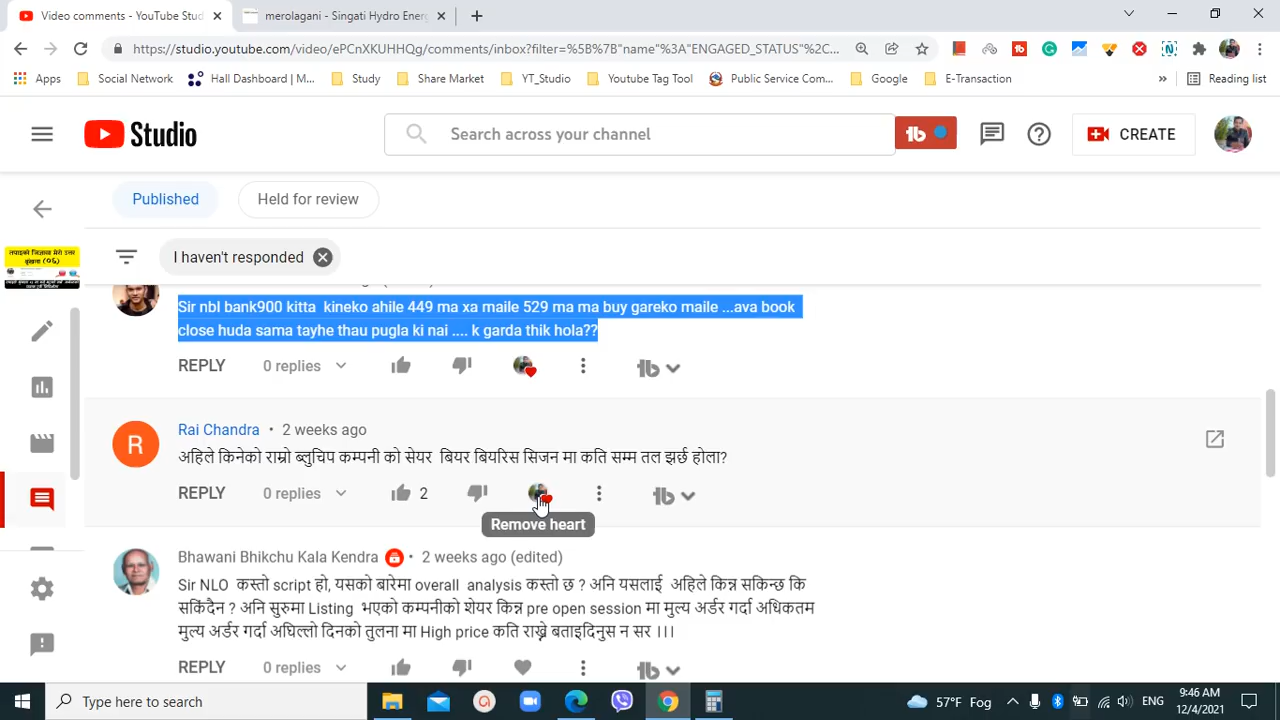 Video comments - YouTube Stud
merolagani - Singati Hydro Energ
https://studio.youtube.com/video/ePCnXKUHHQg/comments/inbox?filter=%5B%7B"name"%3A"ENGAGED_STATUS"%2C...
Apps
Social Network
Hall Dashboard | M...
Study
Share Market
YT_Studio
Youtube Tag Tool
Public Service Com...
Google
E-Transaction
»
Reading list
Studio
Search across your channel
CREATE
Published
Held for review
I haven't responded
Sir nbl bank900 kitta kineko ahile 449 ma xa maile 529 ma ma buy gareko maile ...ava book
close huda sama tayhe thau pugla ki nai .... k garda thik hola??
REPLY 0 replies
Rai Chandra • 2 weeks ago
R
अहिले किनेको राम्रो ब्लुचिप कम्पनी को सेयर बियर बियरिस सिजन मा कति सम्म तल झर्छ होला?
REPLY 0 replies 2
Remove heart
Bhawani Bhikchu Kala Kendra • 2 weeks ago (edited)
Sir NLO कस्तो script हो, यसको बारेमा overall analysis कस्तो छ ? अनि यसलाई अहिले किन्न सकिन्छ कि
सकिंदैन ? अनि सुरुमा Listing भएको कम्पनीको शेयर किन्न pre open session मा मुल्य अर्डर गर्दा अधिकतम
मुल्य अर्डर गर्दा अघिल्लो दिनको तुलना मा High price कति राख्ने बताइदिनुस न सर ।।।
REPLY 0 replies
Type here to search
57°F Fog
ENG
9:46 AM
12/4/2021